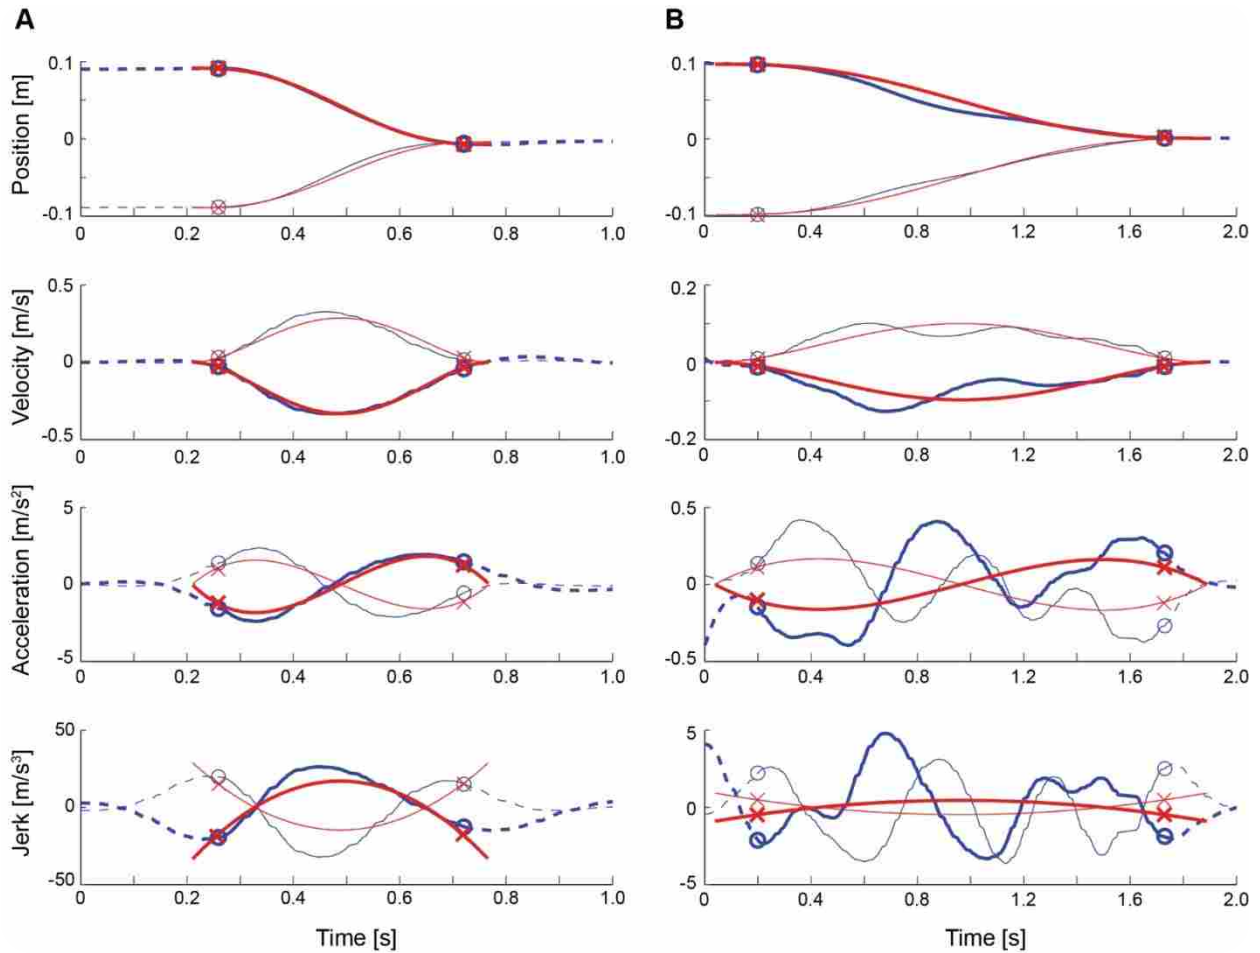 A
B
Position [m]
0.1
0
-0.1
0 0.2 0.4 0.6 0.8 1.0
0.1
0
-0.1
0 0.4 0.8 1.2 1.6 2.0
Velocity [m/s]
0.5
0
-0.5
0 0.2 0.4 0.6 0.8 1.0
0.2
0
-0.2
0 0.4 0.8 1.2 1.6 2.0
Acceleration [m/s²]
5
0
-5
0 0.2 0.4 0.6 0.8 1.0
0.5
0
-0.5
0 0.4 0.8 1.2 1.6 2.0
Jerk [m/s³]
50
0
-50
0 0.2 0.4 0.6 0.8 1.0
5
0
-5
0 0.4 0.8 1.2 1.6 2.0
Time [s]
Time [s]